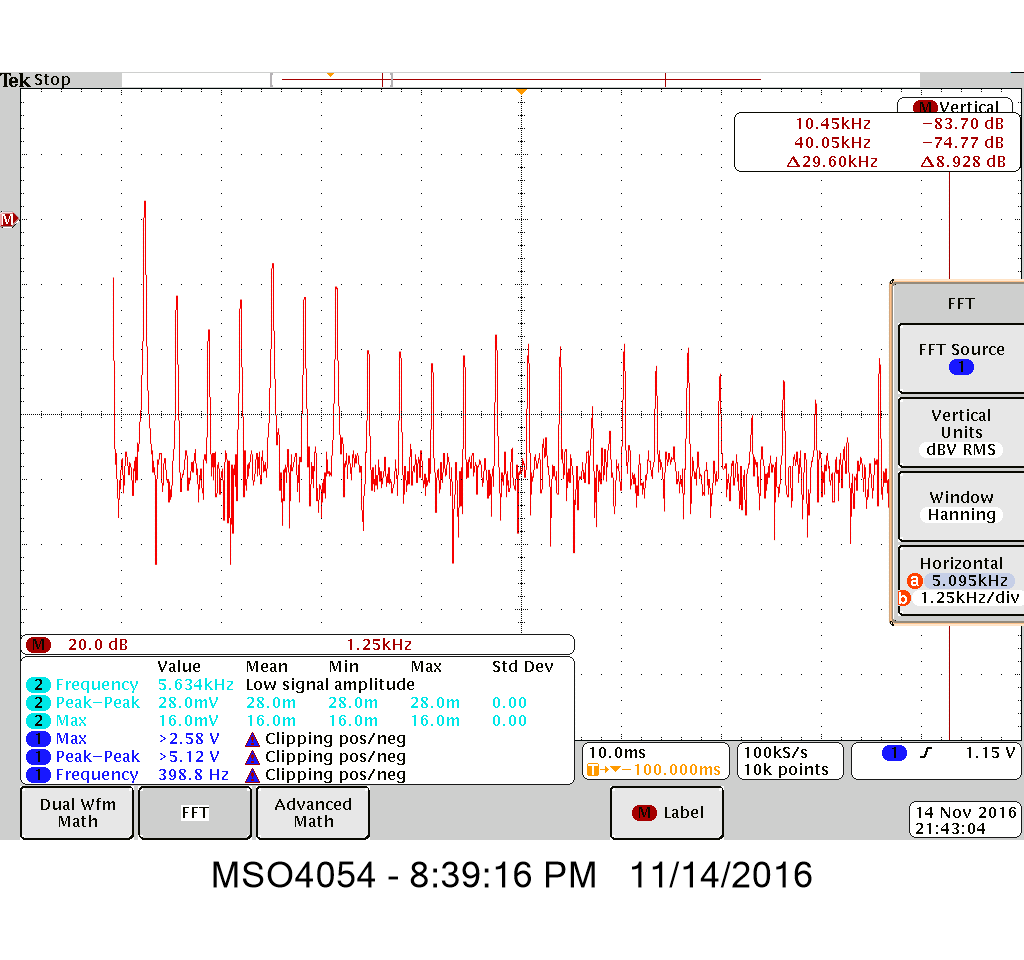 Tek Stop
M Vertical
10.45kHz −83.70 dB
40.05kHz −74.77 dB
Δ29.60kHz Δ8.928 dB
M
FFT
FFT Source
1
Vertical
Units
dBV RMS
Window
Hanning
Horizontal
a 5.095kHz
b 1.25kHz/div
M 20.0 dB 1.25kHz
Value Mean Min Max Std Dev
2 Frequency 5.634kHz Low signal amplitude
2 Peak−Peak 28.0mV 28.0m 28.0m 28.0m 0.00
2 Max 16.0mV 16.0m 16.0m 16.0m 0.00
1 Max >2.58 V Clipping pos/neg
1 Peak−Peak >5.12 V Clipping pos/neg
1 Frequency 398.8 Hz Clipping pos/neg
10.0ms
T→▼−100.000ms
100kS/s
10k points
1 1.15 V
Dual Wfm
Math
FFT
Advanced
Math
M Label
14 Nov 2016
21:43:04
MSO4054 - 8:39:16 PM 11/14/2016